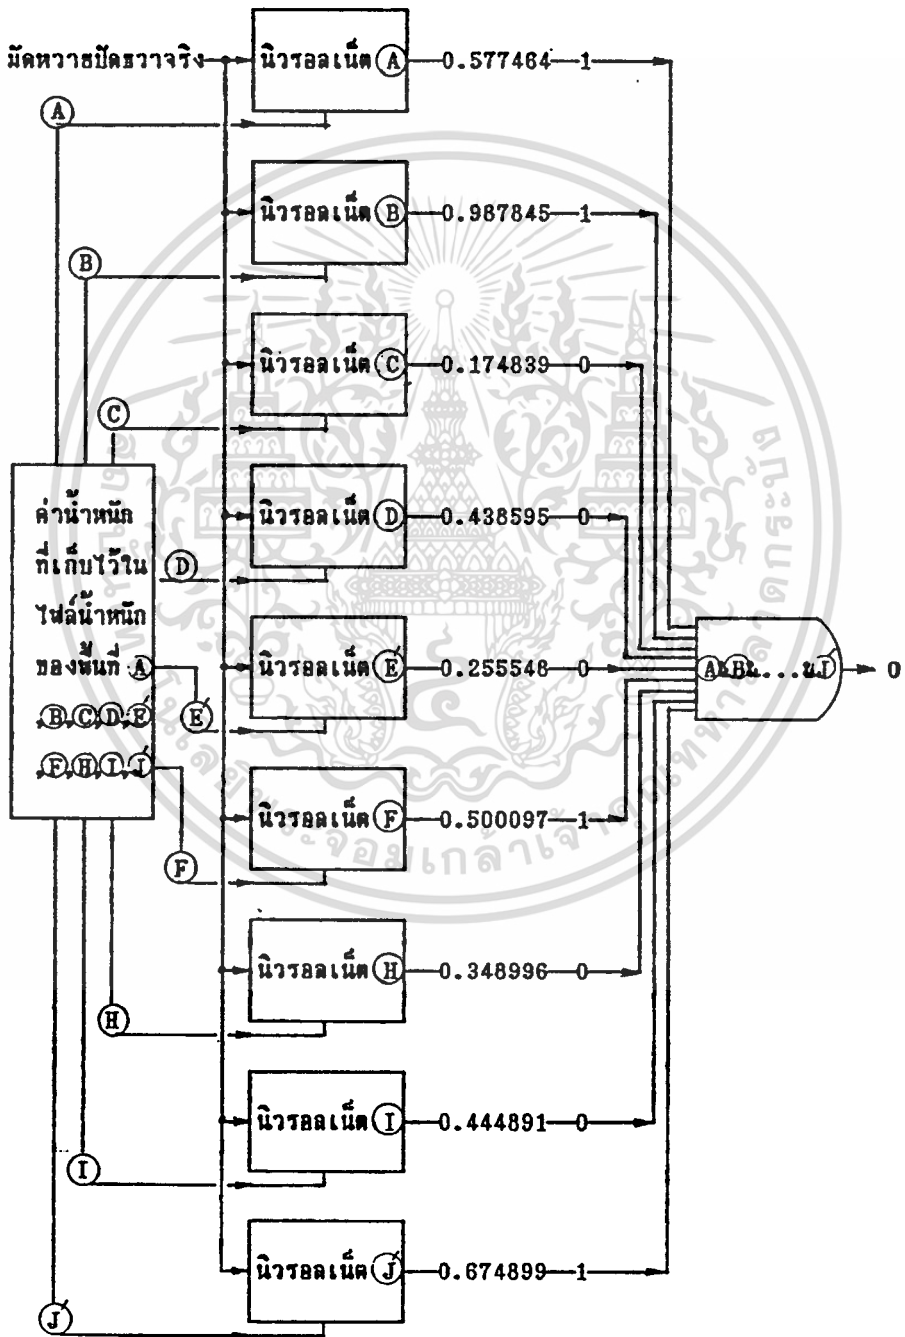 มัดหวายปัดธวาจริง
นิวรอลเน็ต A 0.577464 1
A
นิวรอลเน็ต B 0.987845 1
B
นิวรอลเน็ต C 0.174839 0
C
ค่าน้ำหนัก
ที่เก็บไว้ใน
ไฟล์น้ำหนัก
ของพื้นที่ A
,B,C,D,É
,F,H,I,J́
นิวรอลเน็ต D 0.438595 0
D
นิวรอลเน็ต É 0.255548 0
É
A&B&...&J́ 0
นิวรอลเน็ต F 0.500097 1
F
นิวรอลเน็ต H 0.348996 0
H
นิวรอลเน็ต I 0.444891 0
I
นิวรอลเน็ต J́ 0.674899 1
J́